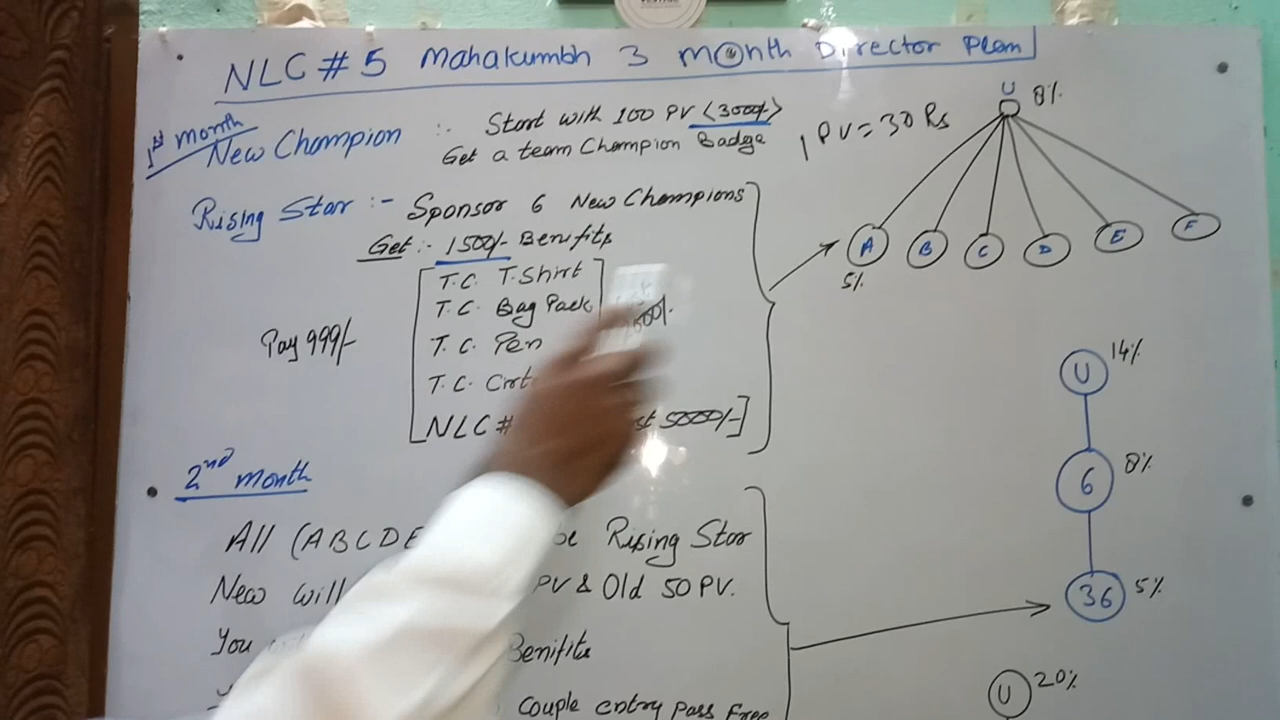 NLC # 5 Mahakumbh 3 month Director Plan
1st month
New Champion :- Start with 100 PV (3000/-)
Get a team Champion Badge
1 PV = 30 Rs
Rising Star :- Sponsor 6 New Champions
Get :- 1500/- Benifits
T.C. T.Shirt
T.C. Bag Pack
T.C. Pen
T.C.
NLC # 5000/-
Pay 999/-
U 8%
A B C D E F
5%
U 14%
6 8%
36 5%
2nd month
All (ABCDE Rising Star
New will PV & Old 50 PV.
You Benifits
Couple entry pass Free
U 20%